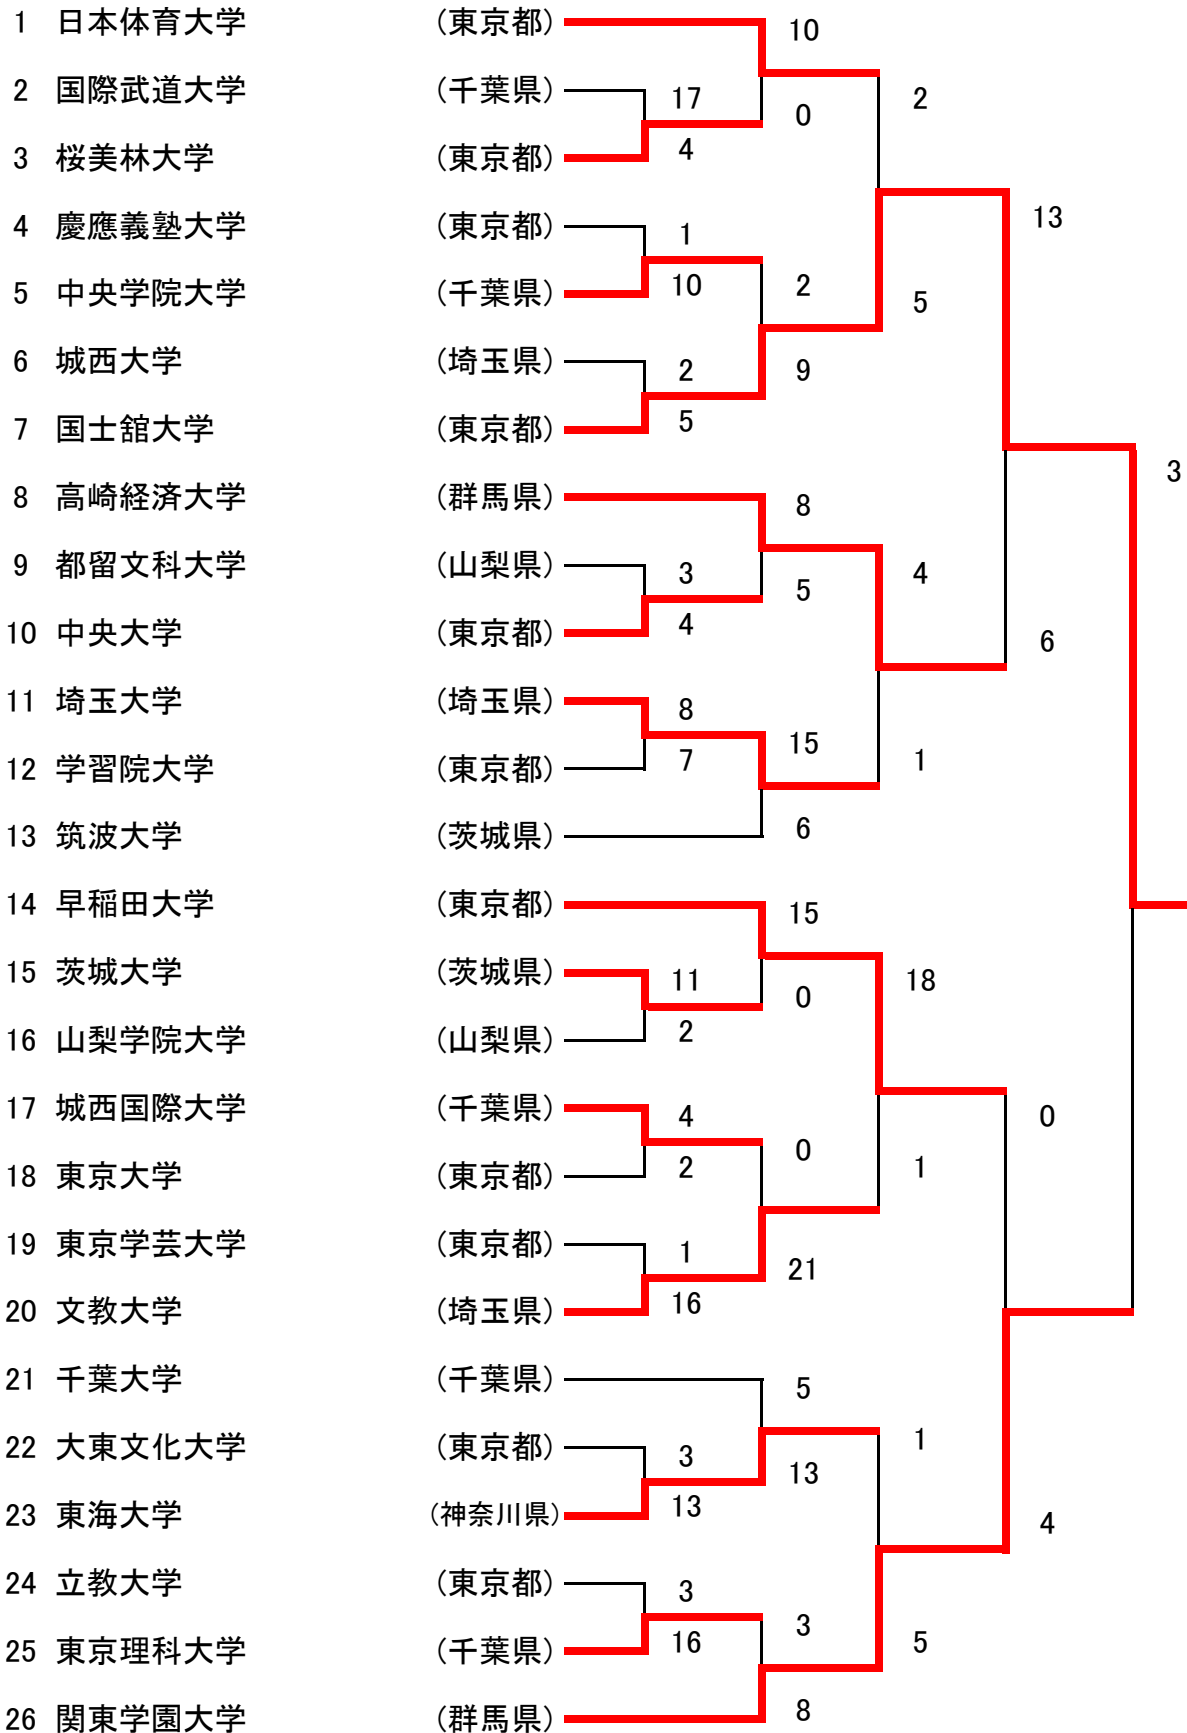 1 日本体育大学 (東京都) 10
2 国際武道大学 (千葉県) 17 0 2
3 桜美林大学 (東京都) 4
4 慶應義塾大学 (東京都) 1 13
5 中央学院大学 (千葉県) 10 2 5
6 城西大学 (埼玉県) 2 9
7 国士舘大学 (東京都) 5
3
8 高崎経済大学 (群馬県) 8
9 都留文科大学 (山梨県) 3 5 4
10 中央大学 (東京都) 4 6
11 埼玉大学 (埼玉県) 8
12 学習院大学 (東京都) 7 15 1
13 筑波大学 (茨城県) 6
14 早稲田大学 (東京都) 15
15 茨城大学 (茨城県) 11 0 18
16 山梨学院大学 (山梨県) 2
17 城西国際大学 (千葉県) 4 0
18 東京大学 (東京都) 2 0 1
19 東京学芸大学 (東京都) 1 21
20 文教大学 (埼玉県) 16
21 千葉大学 (千葉県) 5
22 大東文化大学 (東京都) 3 13 1
23 東海大学 (神奈川県) 13 4
24 立教大学 (東京都) 3
25 東京理科大学 (千葉県) 16 3 5
26 関東学園大学 (群馬県) 8